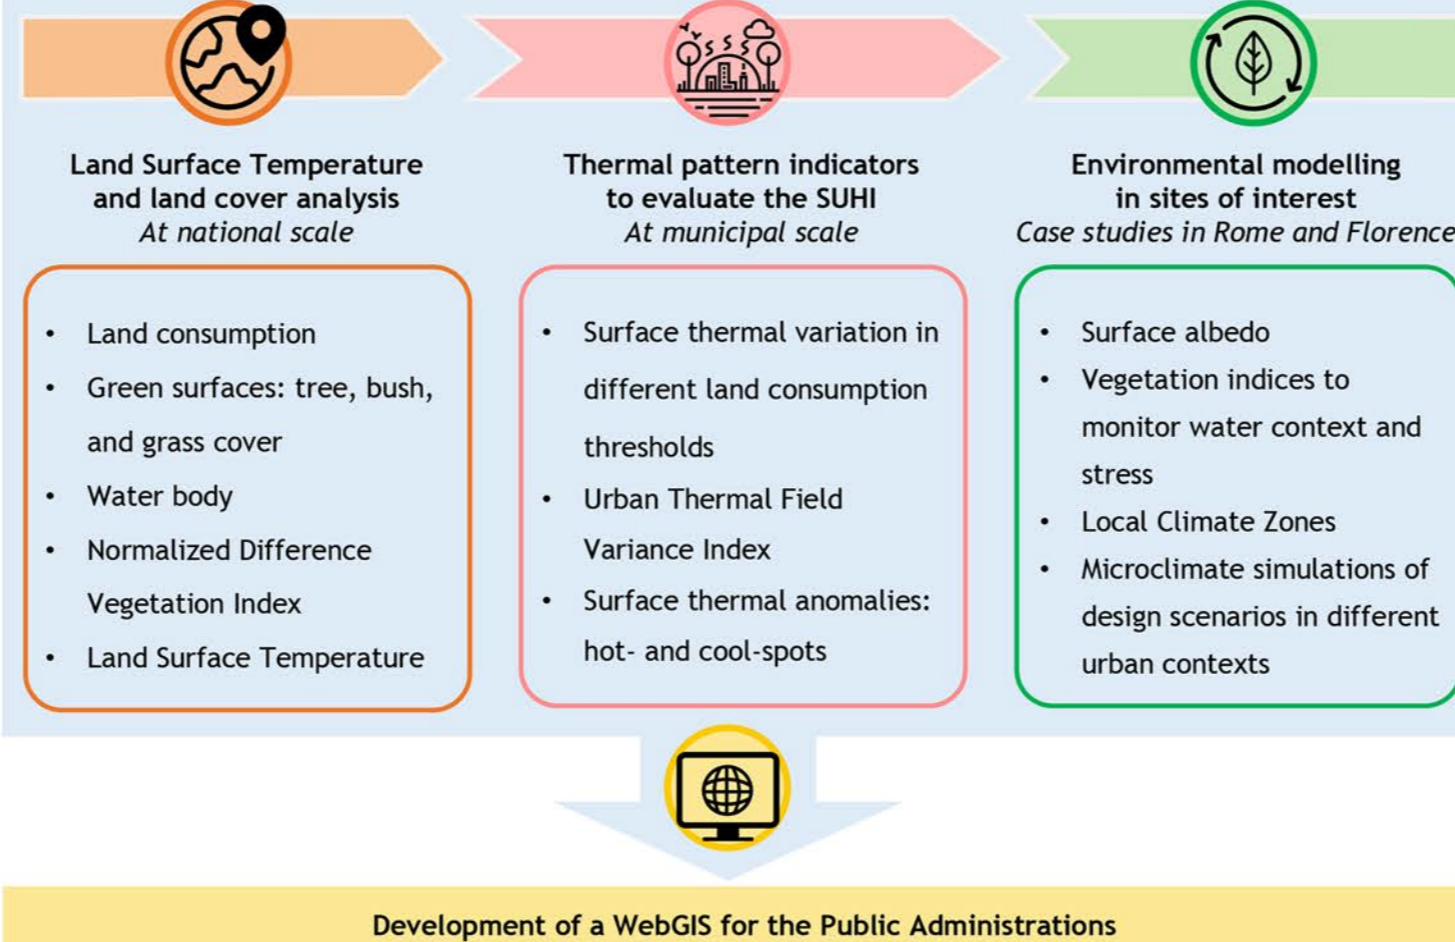 Land Surface Temperature
and land cover analysis
At national scale
• Land consumption
• Green surfaces: tree, bush,
and grass cover
• Water body
• Normalized Difference
Vegetation Index
• Land Surface Temperature
Thermal pattern indicators
to evaluate the SUHI
At municipal scale
• Surface thermal variation in
different land consumption
thresholds
• Urban Thermal Field
Variance Index
• Surface thermal anomalies:
hot- and cool-spots
Environmental modelling
in sites of interest
Case studies in Rome and Florence
• Surface albedo
• Vegetation indices to
monitor water context and
stress
• Local Climate Zones
• Microclimate simulations of
design scenarios in different
urban contexts
Development of a WebGIS for the Public Administrations